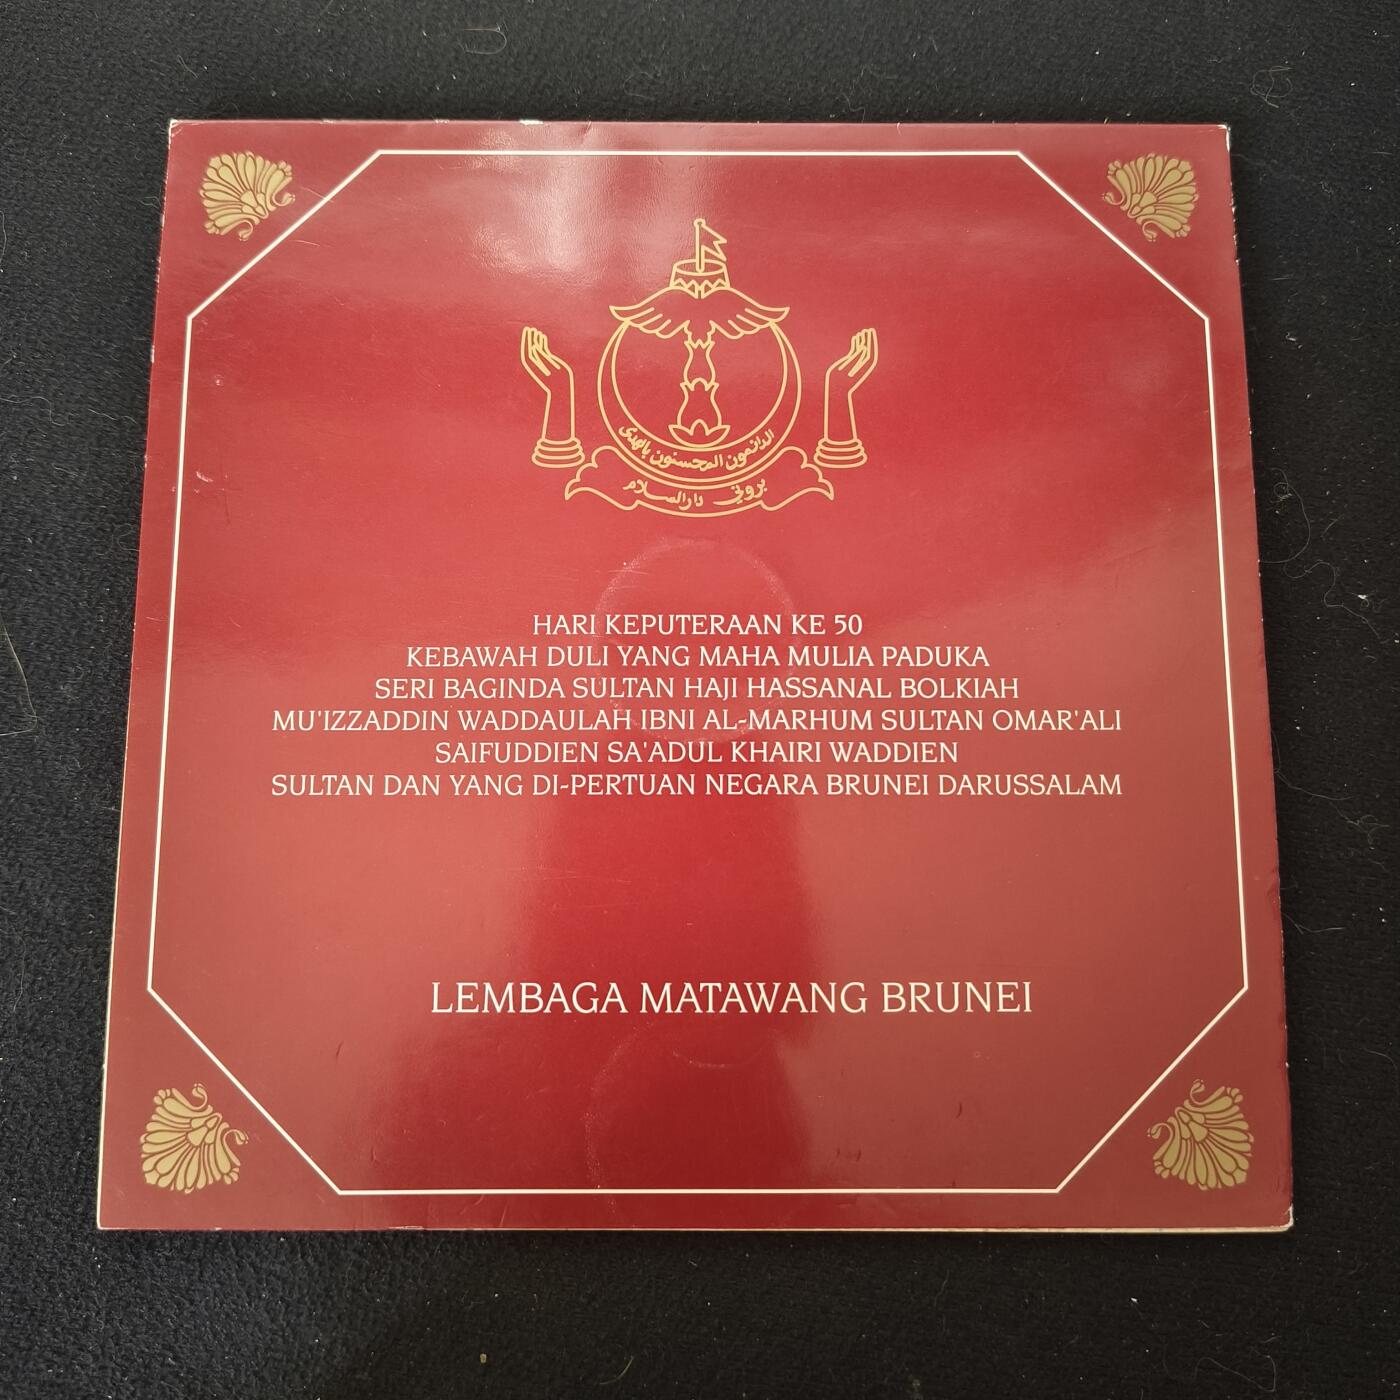 الدائمون المحسنون بالهدى
بروني دارالسلام
HARI KEPUTERAAN KE 50
KEBAWAH DULI YANG MAHA MULIA PADUKA
SERI BAGINDA SULTAN HAJI HASSANAL BOLKIAH
MU'IZZADDIN WADDAULAH IBNI AL-MARHUM SULTAN OMAR'ALI
SAIFUDDIEN SA'ADUL KHAIRI WADDIEN
SULTAN DAN YANG DI-PERTUAN NEGARA BRUNEI DARUSSALAM
LEMBAGA MATAWANG BRUNEI